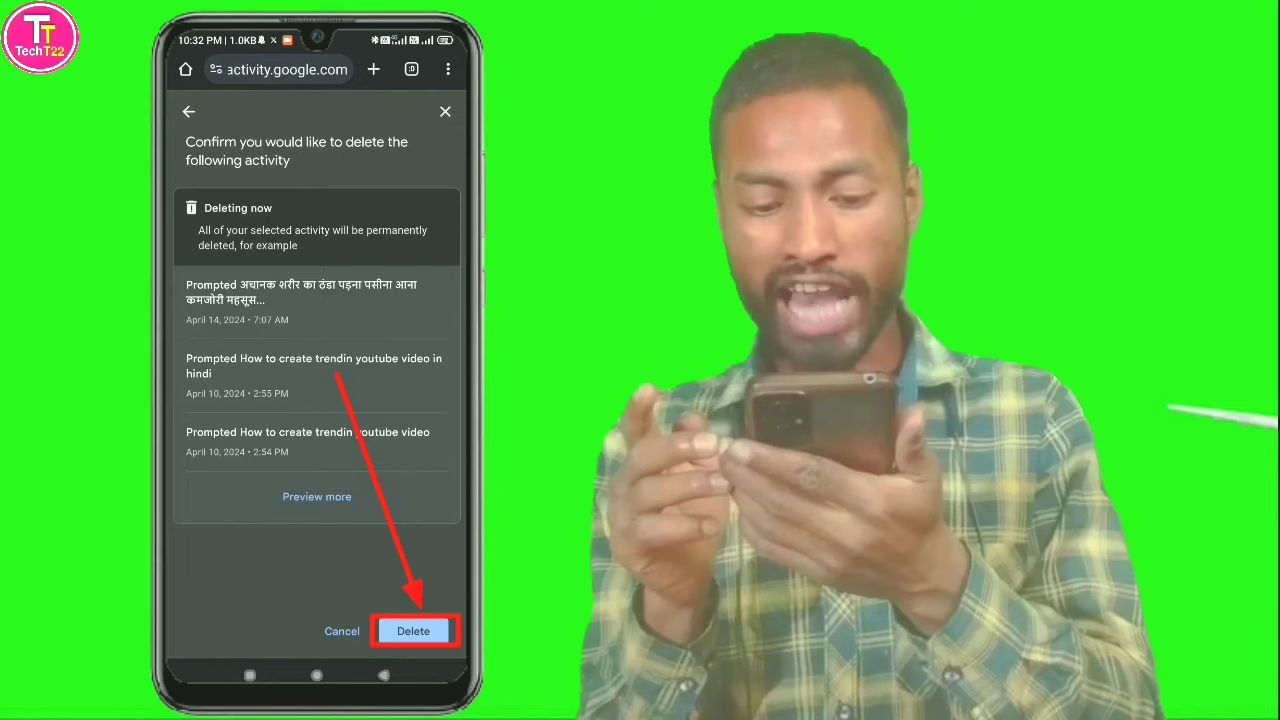 TT
TechT22
10:32 PM | 1.0KB
activity.google.com
Confirm you would like to delete the
following activity
Deleting now
All of your selected activity will be permanently
deleted, for example
Prompted अचानक शरीर का ठंडा पड़ना पसीना आना
कमजोरी महसूस...
April 14, 2024 • 7:07 AM
Prompted How to create trendin youtube video in
hindi
April 10, 2024 • 2:55 PM
Prompted How to create trendin youtube video
April 10, 2024 • 2:54 PM
Preview more
Cancel
Delete